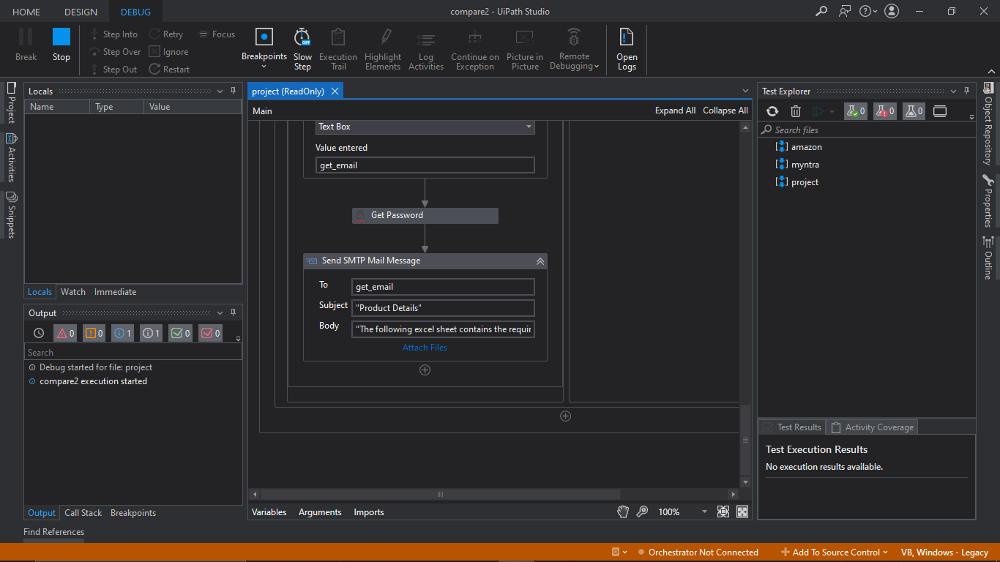 HOME DESIGN DEBUG compare2 - UiPath Studio
Break Stop Step Into Step Over Step Out Retry Ignore Restart Focus
Breakpoints Slow Step Execution Trail Highlight Elements Log Activities Continue on Exception Picture in Picture Remote Debugging Open Logs
OFF
Project
Activities
Snippets
Locals
Name Type Value
Locals Watch Immediate
Output
0 0 1 1 0 0
Search
Debug started for file: project
compare2 execution started
Output Call Stack Breakpoints
Find References
project (ReadOnly)
Main Expand All Collapse All
Text Box
Value entered
get_email
Get Password
Send SMTP Mail Message
To get_email
Subject "Product Details"
Body "The following excel sheet contains the requir
Attach Files
Variables Arguments Imports 100%
Test Explorer
0 0 0
Search files
amazon
myntra
project
Test Results Activity Coverage
Test Execution Results
No execution results available.
Object Repository
Properties
Outline
Orchestrator Not Connected Add To Source Control VB, Windows - Legacy